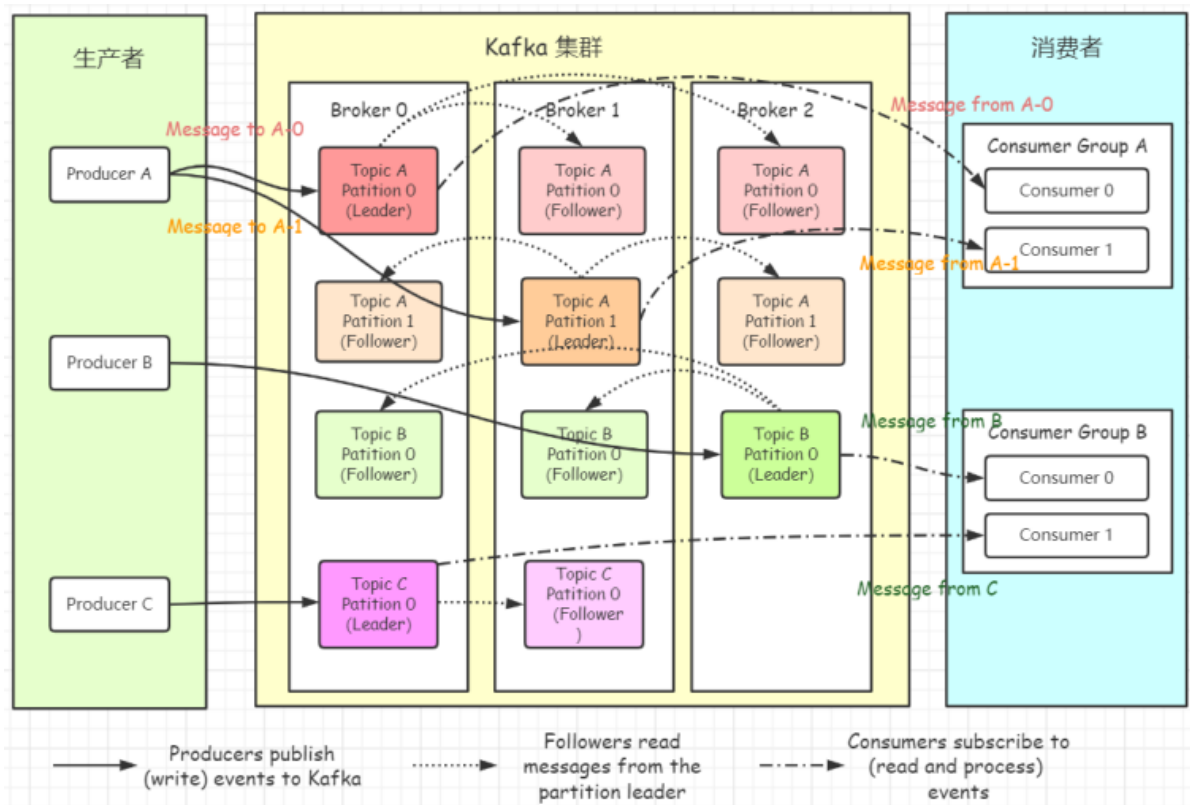 生产者
Kafka 集群
消费者
Broker 0
Broker 1
Broker 2
Message to A-0
Message to A-1
Message from A-0
Message from A-1
Message from B
Message from C
Producer A
Producer B
Producer C
Topic A
Patition 0
(Leader)
Topic A
Patition 0
(Follower)
Topic A
Patition 0
(Follower)
Topic A
Patition 1
(Follower)
Topic A
Patition 1
(Leader)
Topic A
Patition 1
(Follower)
Topic B
Patition 0
(Follower)
Topic B
Patition 0
(Follower)
Topic B
Patition 0
(Leader)
Topic C
Patition 0
(Leader)
Topic C
Patition 0
(Follower
)
Consumer Group A
Consumer 0
Consumer 1
Consumer Group B
Consumer 0
Consumer 1
Producers publish
(write) events to Kafka
Followers read
messages from the
partition leader
Consumers subscribe to
(read and process)
events